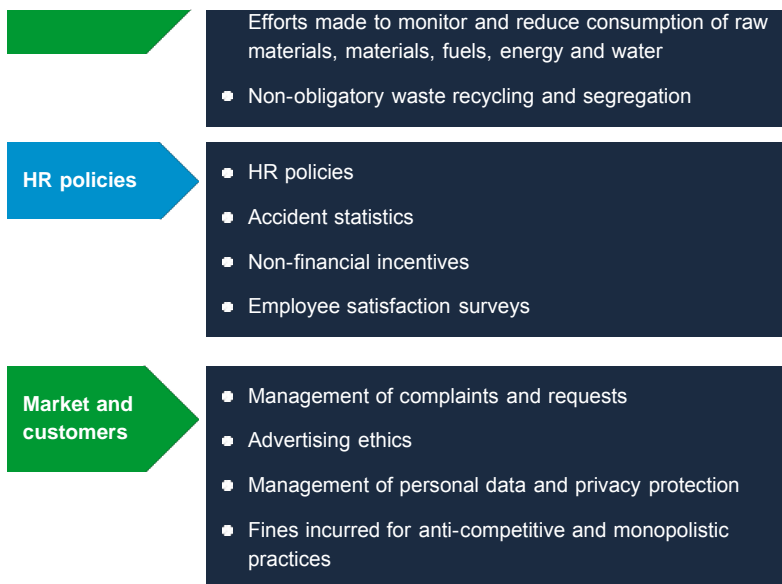 Efforts made to monitor and reduce consumption of raw
materials, materials, fuels, energy and water
Non-obligatory waste recycling and segregation
HR policies
HR policies
Accident statistics
Non-financial incentives
Employee satisfaction surveys
Market and
customers
Management of complaints and requests
Advertising ethics
Management of personal data and privacy protection
Fines incurred for anti-competitive and monopolistic
practices